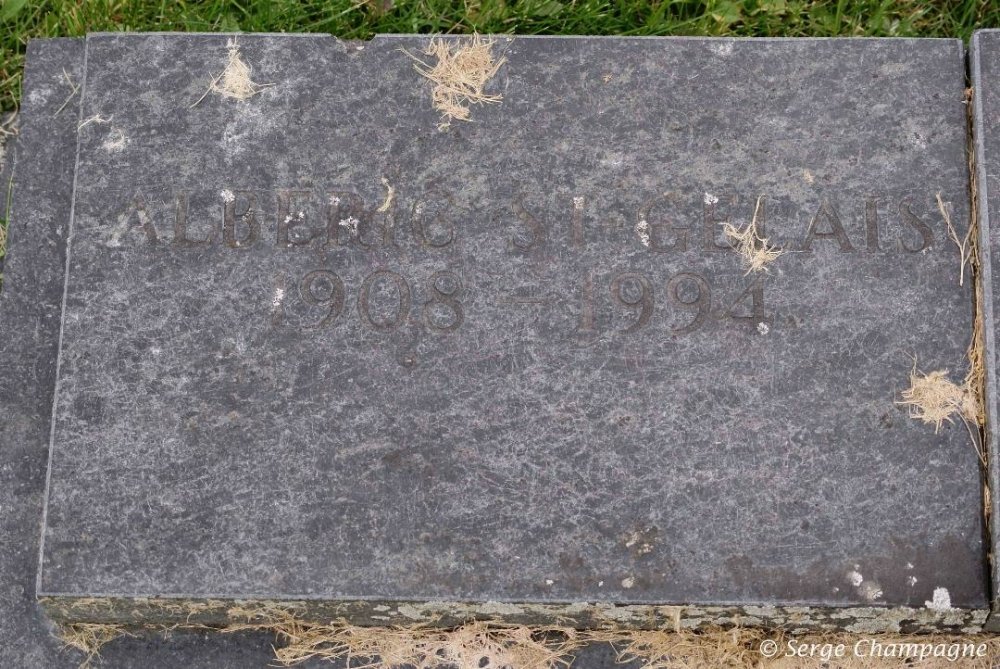 ALBERIC ST-GELAIS
1908 – 1994
© Serge Champagne